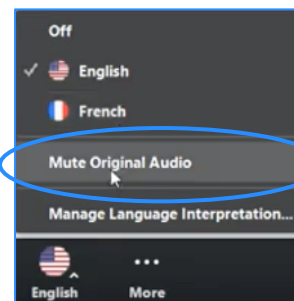 Off
English
French
Mute Original Audio
Manage Language Interpretation...
English More